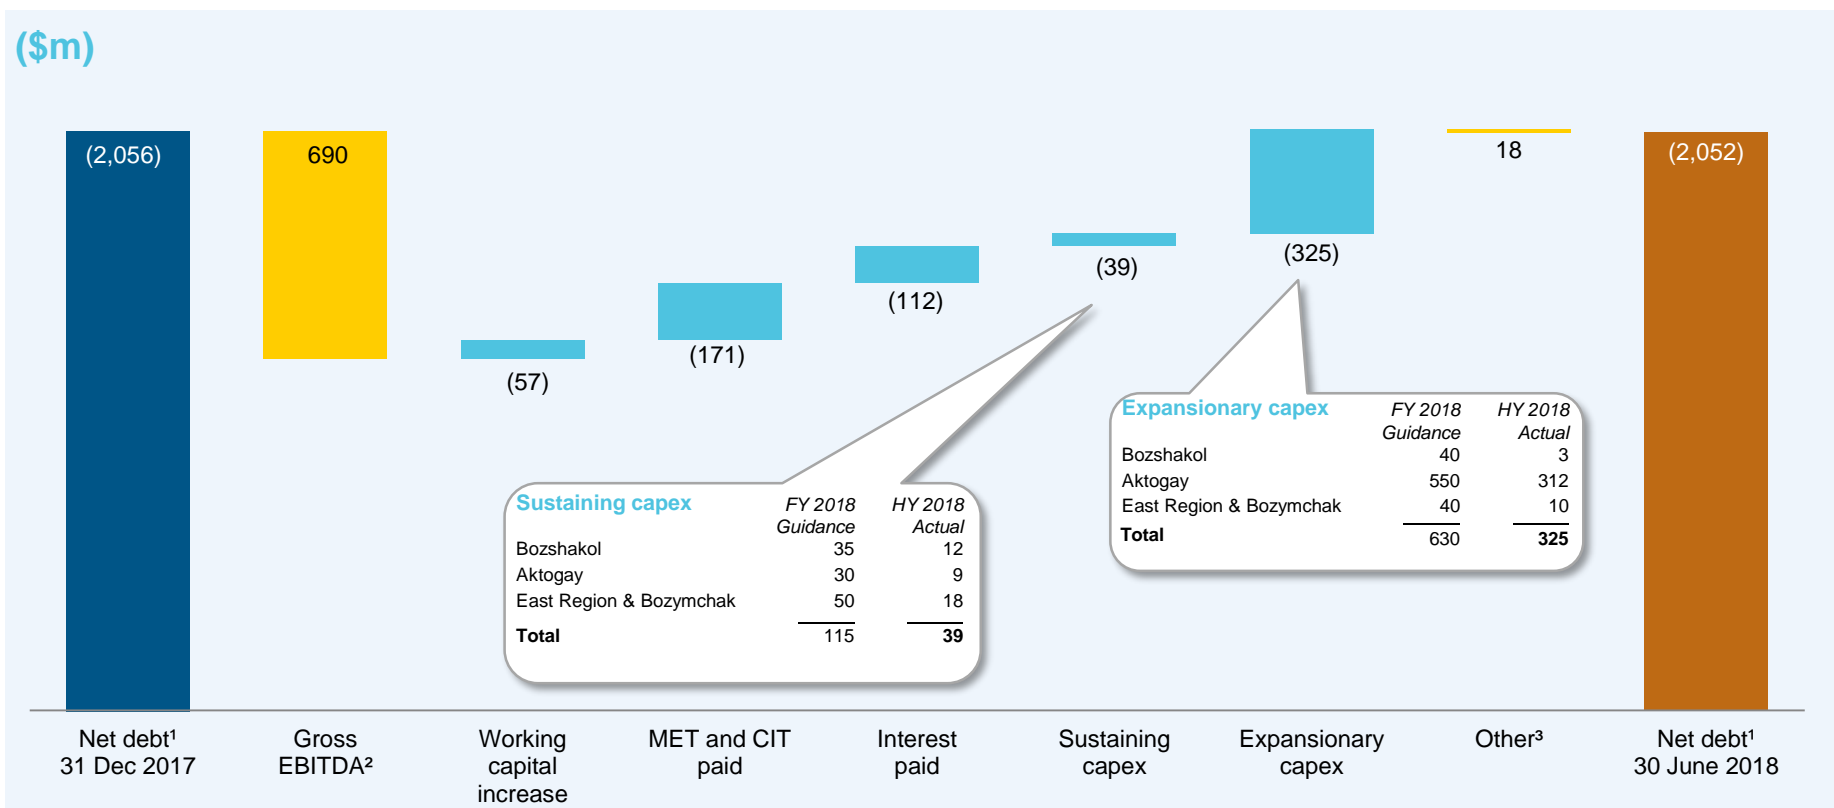 ($m)
(2,056)
690
(57)
(171)
(112)
(39)
(325)
18
(2,052)
Expansionary capex FY 2018 HY 2018
Guidance Actual
Bozshakol 40 3
Aktogay 550 312
East Region & Bozymchak 40 10
Total 630 325
Sustaining capex FY 2018 HY 2018
Guidance Actual
Bozshakol 35 12
Aktogay 30 9
East Region & Bozymchak 50 18
Total 115 39
Net debt¹
31 Dec 2017
Gross
EBITDA²
Working
capital
increase
MET and CIT
paid
Interest
paid
Sustaining
capex
Expansionary
capex
Other³
Net debt¹
30 June 2018